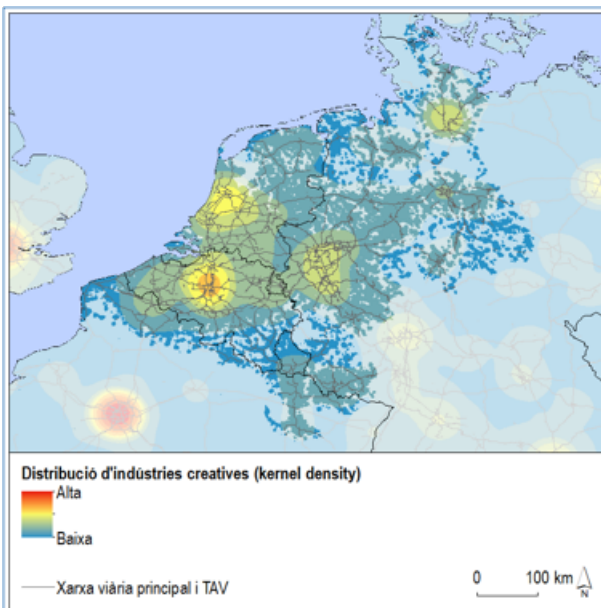 Distribució d'indústries creatives (kernel density)
Alta
Baixa
Xarxa viària principal i TAV
0 100 km
N